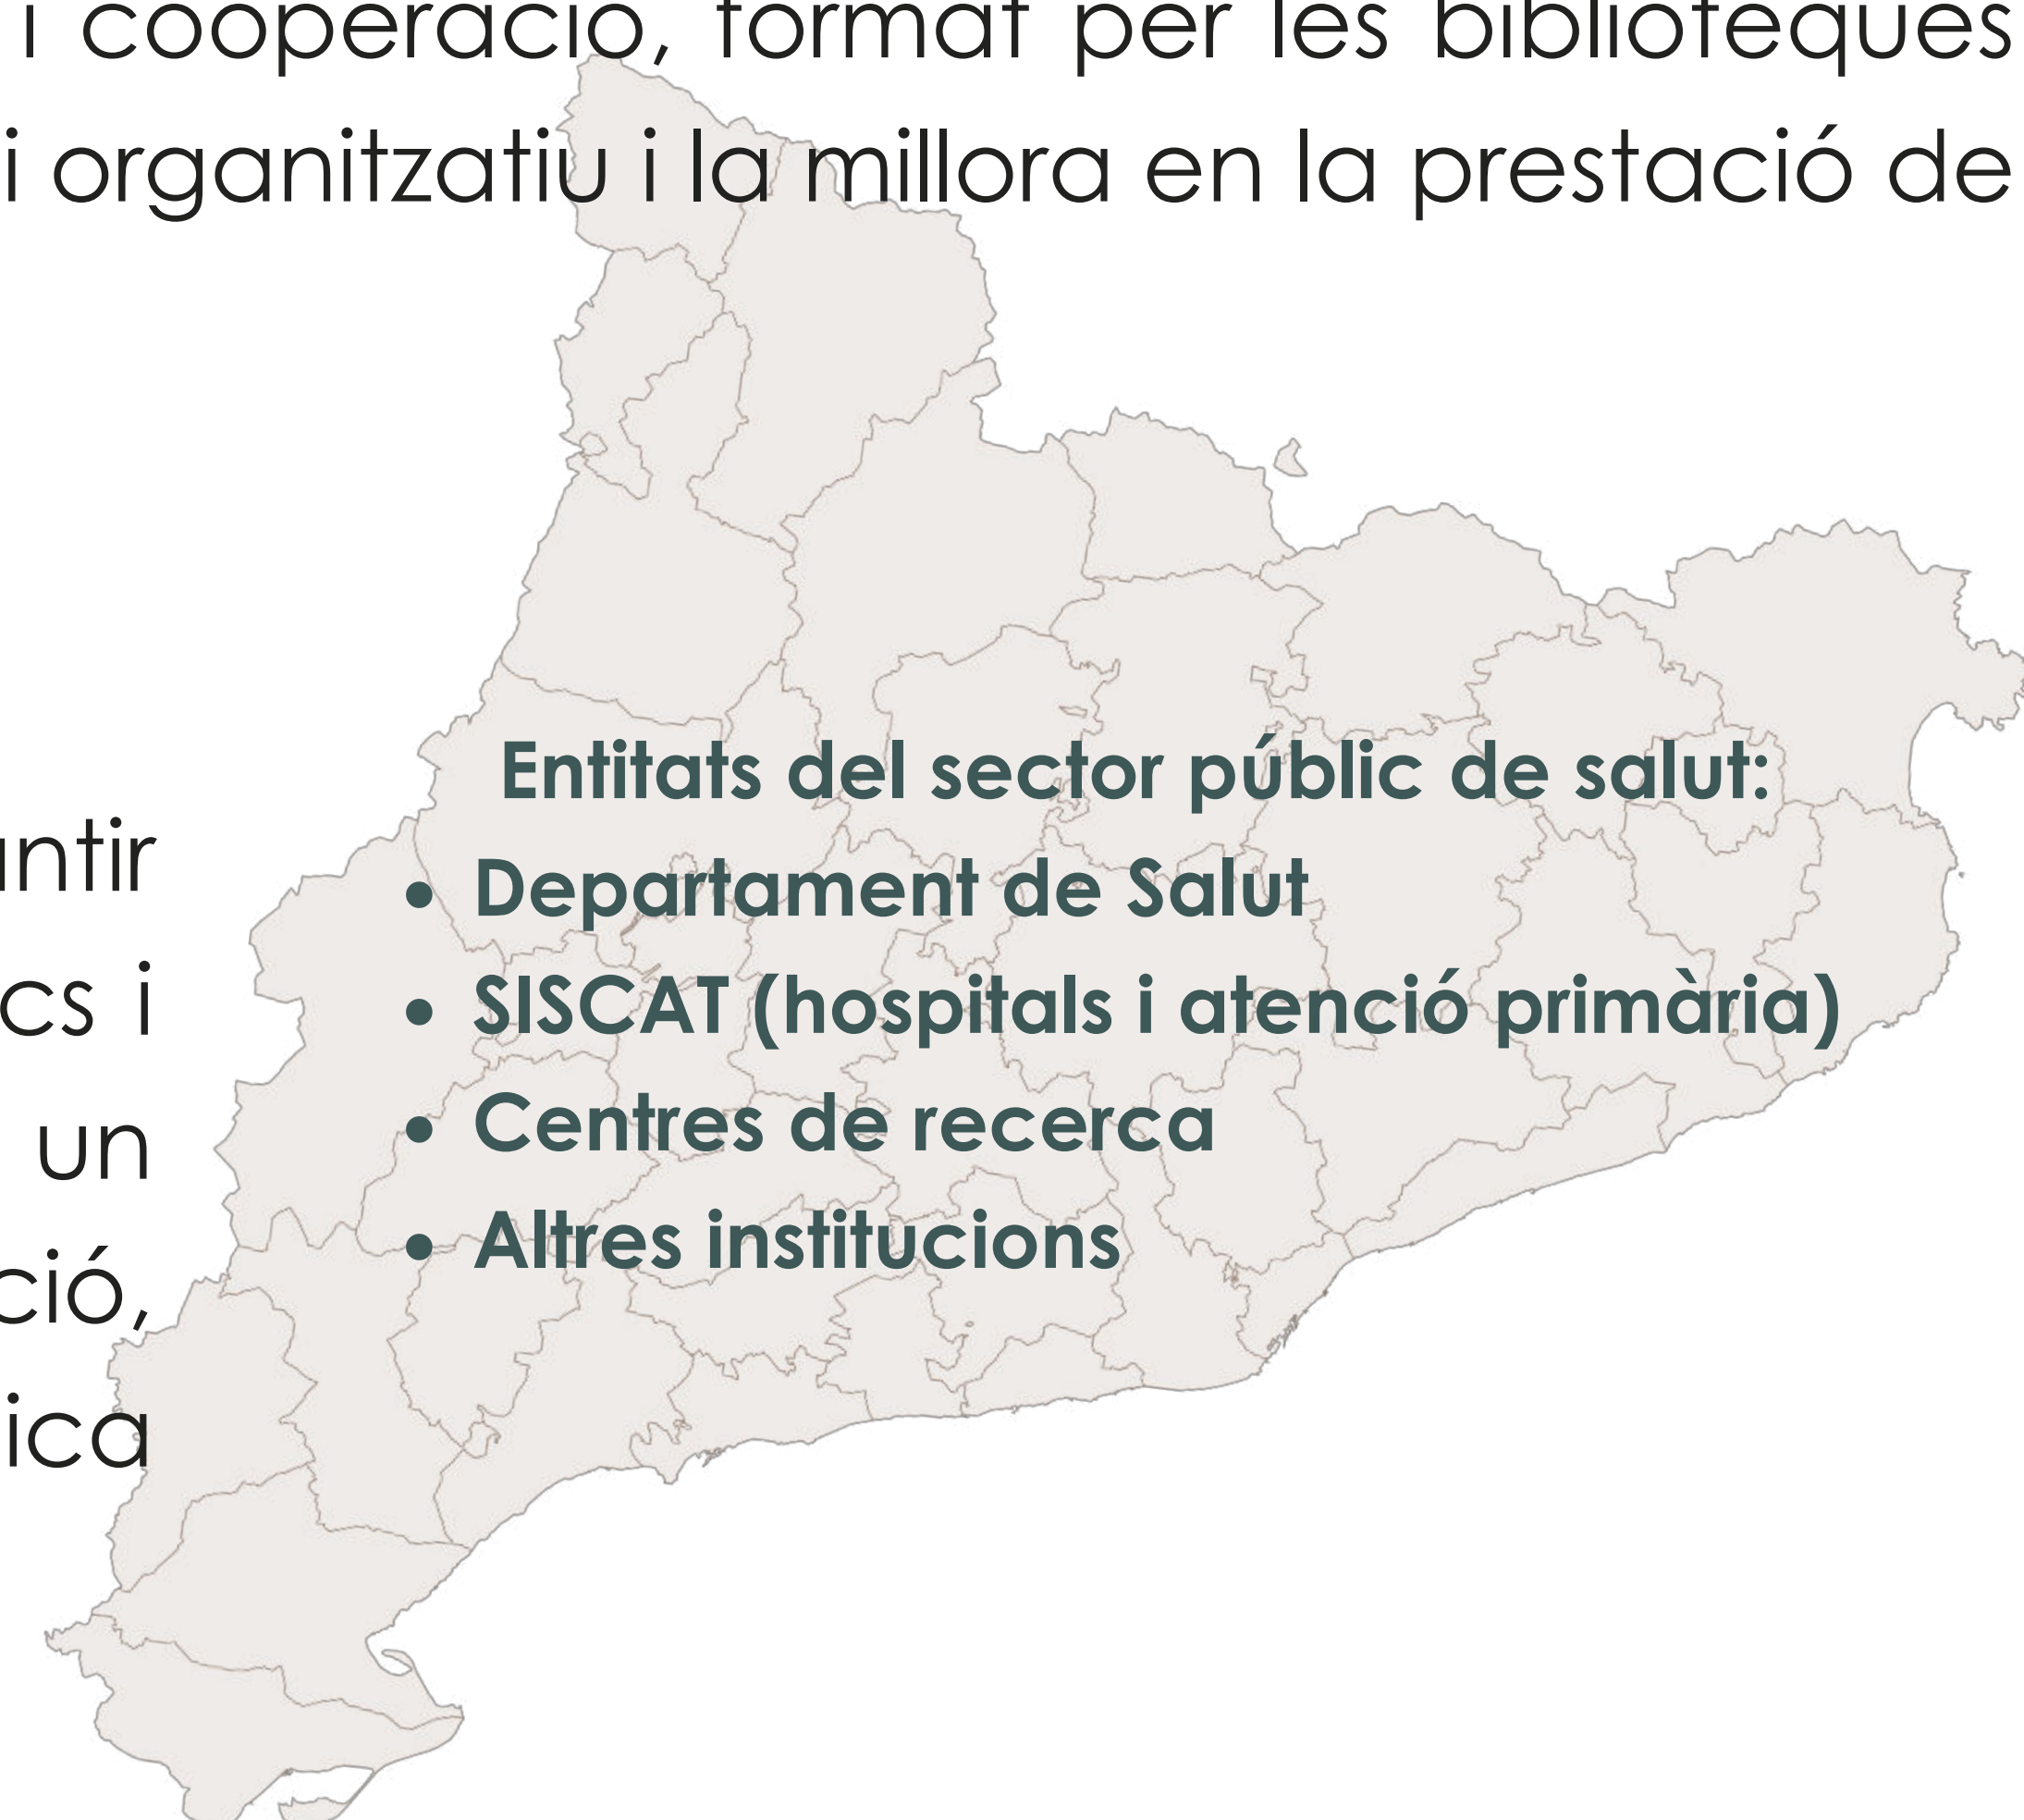 i cooperació, format per les biblioteques
i organitzatiu i la millora en la prestació de
Entitats del sector públic de salut:
• Departament de Salut
• SISCAT (hospitals i atenció primària)
• Centres de recerca
• Altres institucions
ntir
cs i
un
ció,
ica